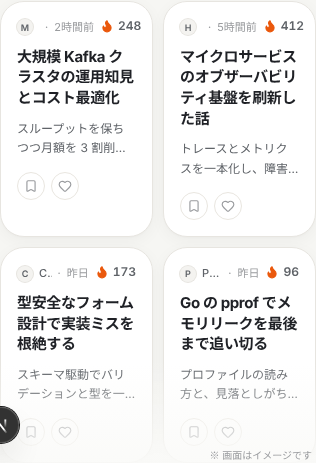 M · 2時間前 248
大規模 Kafka ク
ラスタの運用知見
とコスト最適化
スループットを保ち
つつ月額を 3 割削...
H · 5時間前 412
マイクロサービス
のオブザーバビリ
ティ基盤を刷新し
た話
トレースとメトリク
スを一本化し、障害...
C C... · 昨日 173
型安全なフォーム
設計で実装ミスを
根絶する
スキーマ駆動でバリ
デーションと型を一...
P P... · 昨日 96
Go の pprof でメ
モリリークを最後
まで追い切る
プロファイルの読み
方と、見落としがち...
N
※ 画面はイメージです